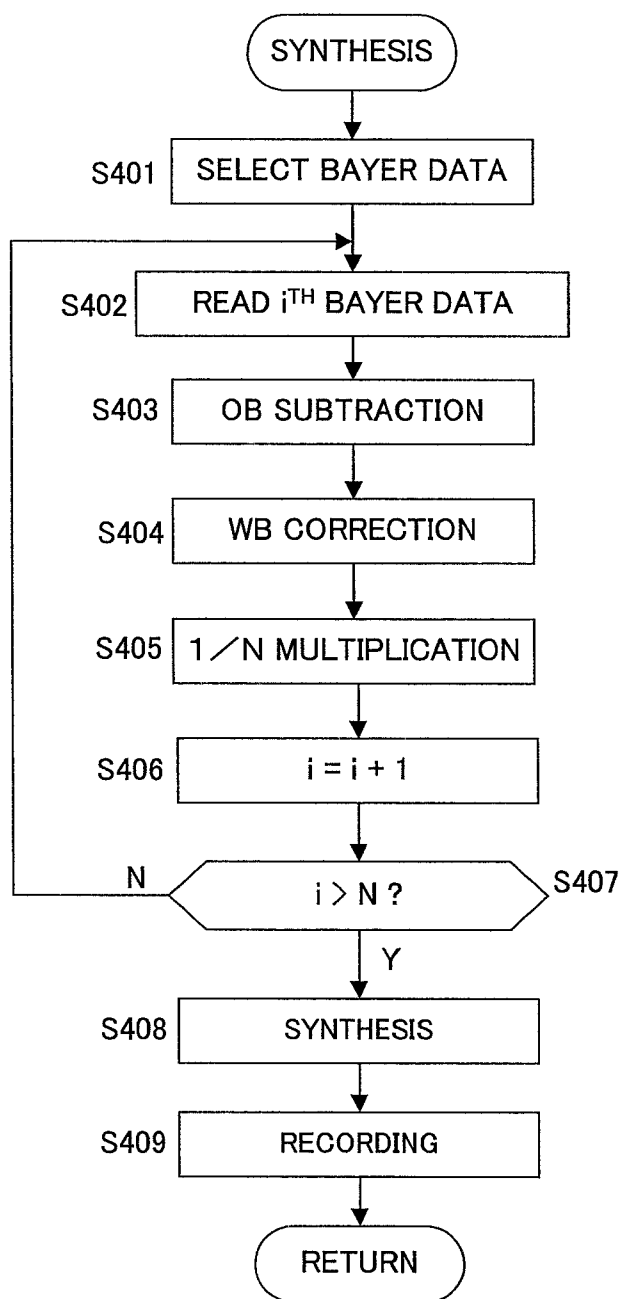 SYNTHESIS
S401 SELECT BAYER DATA
S402 READ iTH BAYER DATA
S403 OB SUBTRACTION
S404 WB CORRECTION
S405 1／N MULTIPLICATION
S406 i = i + 1
N i > N ? S407
Y
S408 SYNTHESIS
S409 RECORDING
RETURN